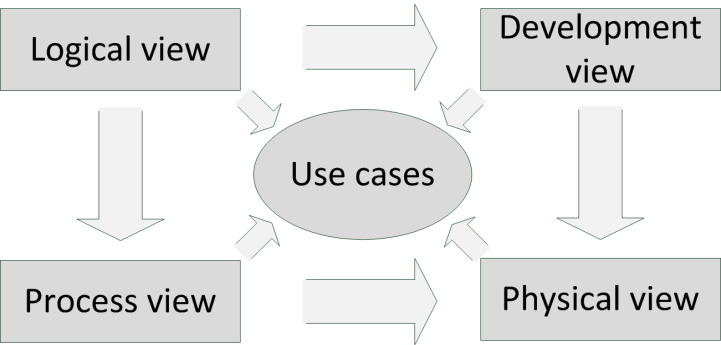 Logical view
Development
view
Use cases
Process view
Physical view